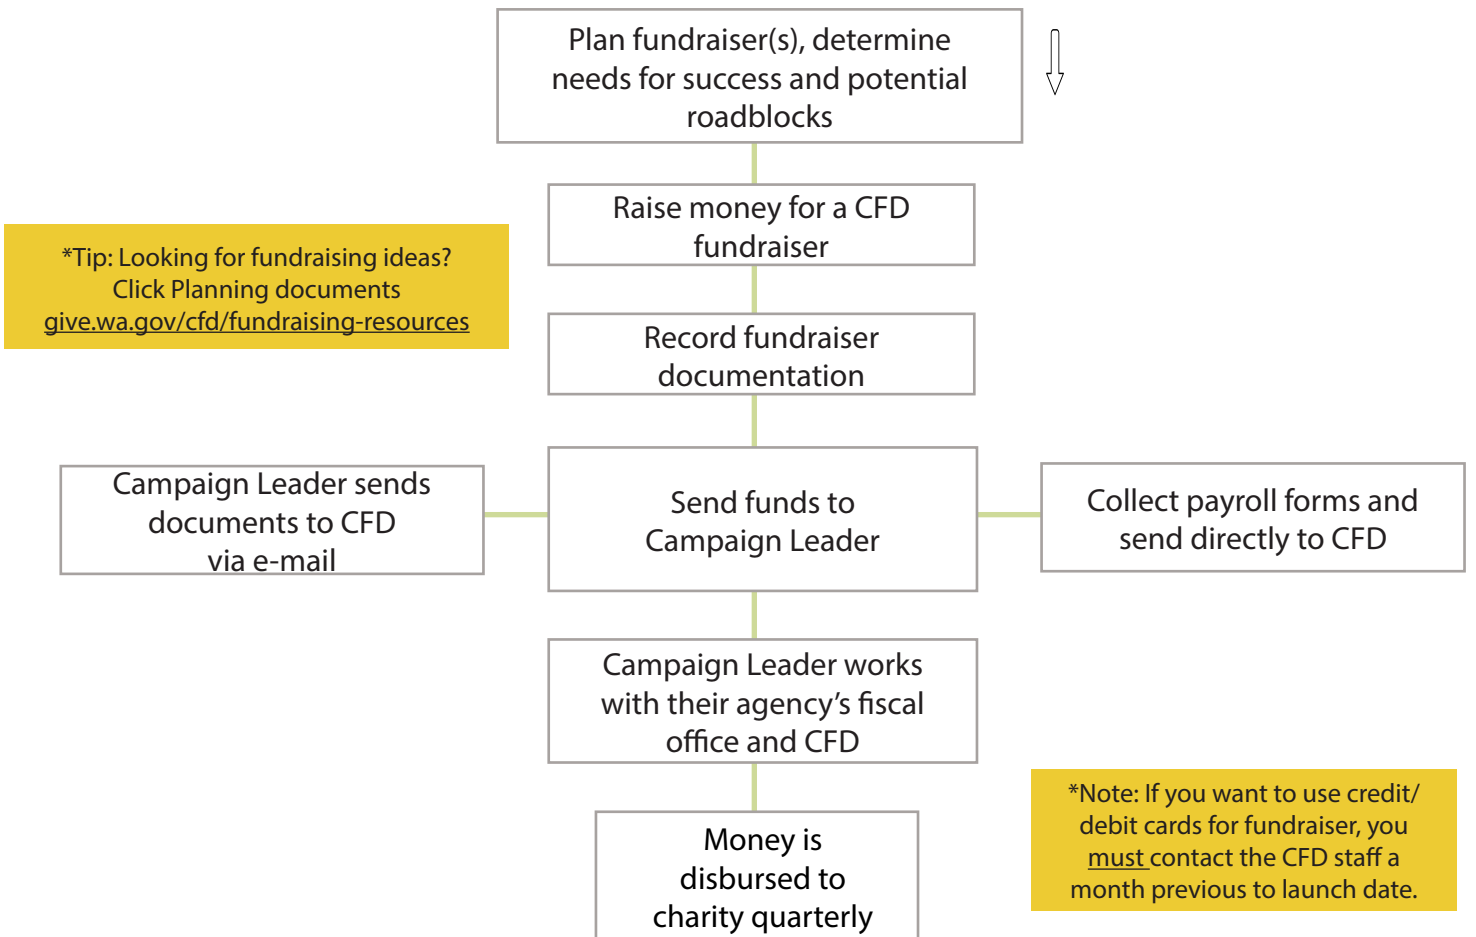 Plan fundraiser(s), determine
needs for success and potential
roadblocks
Raise money for a CFD
fundraiser
*Tip: Looking for fundraising ideas?
Click Planning documents
give.wa.gov/cfd/fundraising-resources
Record fundraiser
documentation
Campaign Leader sends
documents to CFD
via e-mail
Send funds to
Campaign Leader
Collect payroll forms and
send directly to CFD
Campaign Leader works
with their agency’s fiscal
office and CFD
*Note: If you want to use credit/
debit cards for fundraiser, you
must contact the CFD staff a
month previous to launch date.
Money is
disbursed to
charity quarterly